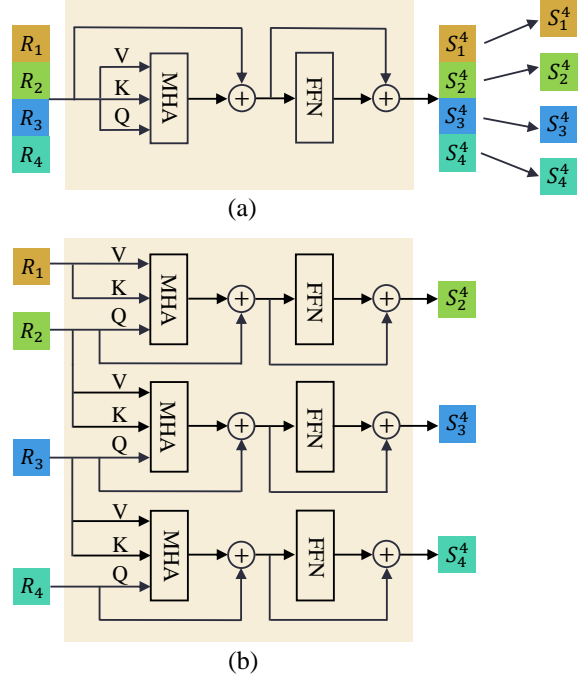 R₁
R₂
R₃
R₄
V
K
Q
MHA
+
FFN
+
S₁⁴
S₂⁴
S₃⁴
S₄⁴
S₁⁴
S₂⁴
S₃⁴
S₄⁴
(a)
R₁
R₂
R₃
R₄
V
K
Q
MHA
+
FFN
+
S₂⁴
V
K
Q
MHA
+
FFN
+
S₃⁴
V
K
Q
MHA
+
FFN
+
S₄⁴
(b)